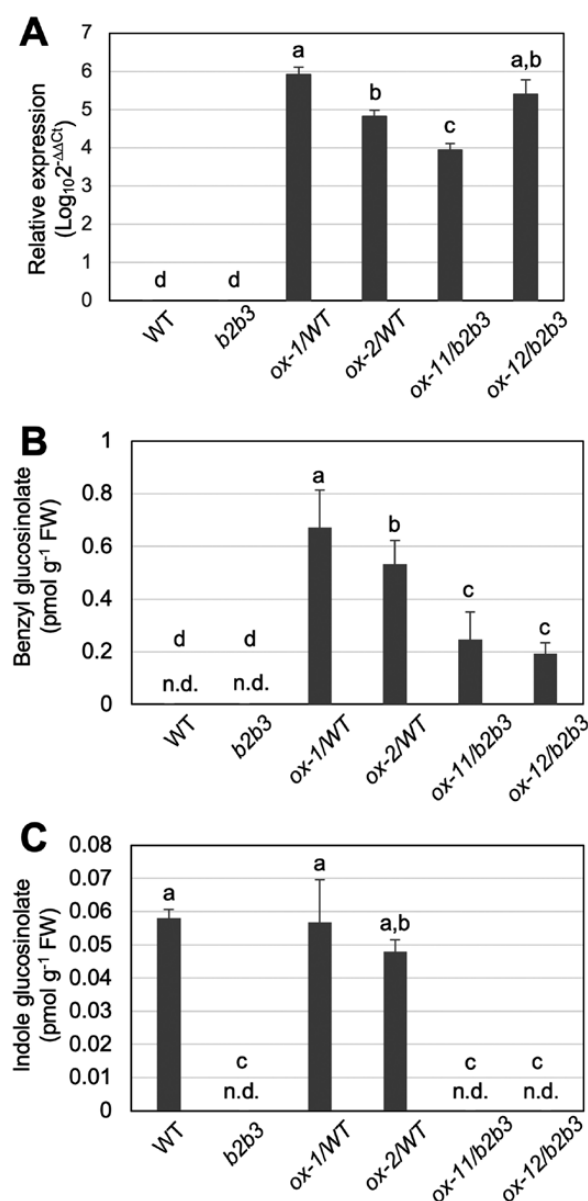 A
Relative expression
(Log₁₀2⁻ΔΔCt)
7
6
5
4
3
2
1
0
d
d
a
b
c
a,b
WT
b2b3
ox-1/WT
ox-2/WT
ox-11/b2b3
ox-12/b2b3
B
Benzyl glucosinolate
(pmol g⁻¹ FW)
1
0.8
0.6
0.4
0.2
0
d
n.d.
d
n.d.
a
b
c
c
WT
b2b3
ox-1/WT
ox-2/WT
ox-11/b2b3
ox-12/b2b3
C
Indole glucosinolate
(pmol g⁻¹ FW)
0.08
0.07
0.06
0.05
0.04
0.03
0.02
0.01
0
a
c
n.d.
a
a,b
c
n.d.
c
n.d.
WT
b2b3
ox-1/WT
ox-2/WT
ox-11/b2b3
ox-12/b2b3